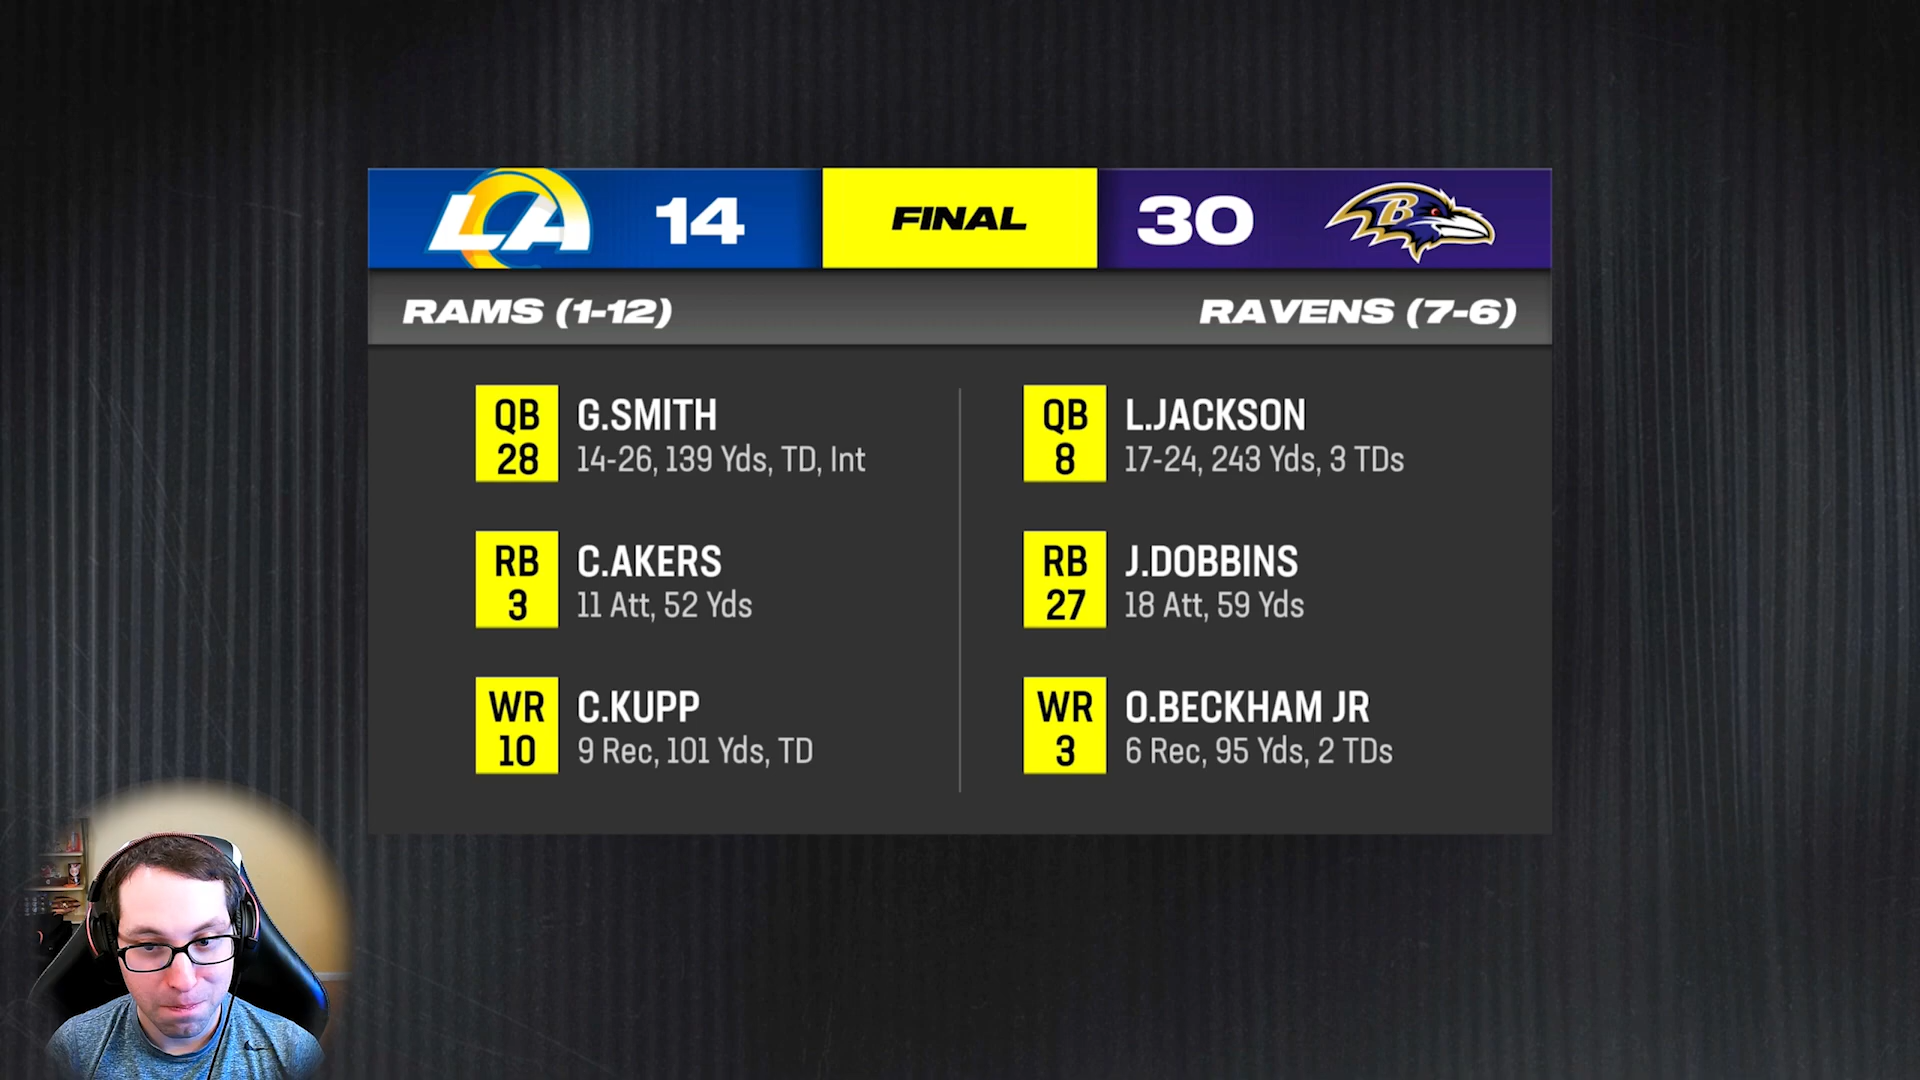 LA 14 FINAL 30 B
RAMS (1-12) RAVENS (7-6)
QB 28 G.SMITH
14-26, 139 Yds, TD, Int
RB 3 C.AKERS
11 Att, 52 Yds
WR 10 C.KUPP
9 Rec, 101 Yds, TD
QB 8 L.JACKSON
17-24, 243 Yds, 3 TDs
RB 27 J.DOBBINS
18 Att, 59 Yds
WR 3 O.BECKHAM JR
6 Rec, 95 Yds, 2 TDs